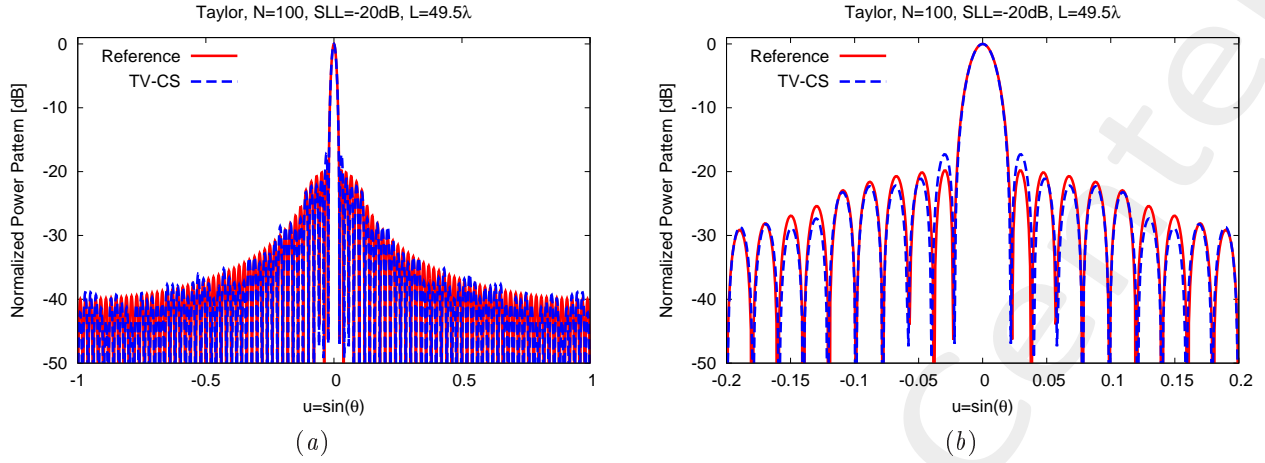 Taylor, N=100, SLL=-20dB, L=49.5λ
Reference
TV-CS
Normalized Power Pattern [dB]
0
-10
-20
-30
-40
-50
-1
-0.5
0
0.5
1
u=sin(θ)
(a)
Taylor, N=100, SLL=-20dB, L=49.5λ
Reference
TV-CS
Normalized Power Pattern [dB]
0
-10
-20
-30
-40
-50
-0.2
-0.15
-0.1
-0.05
0
0.05
0.1
0.15
0.2
u=sin(θ)
(b)
Cente